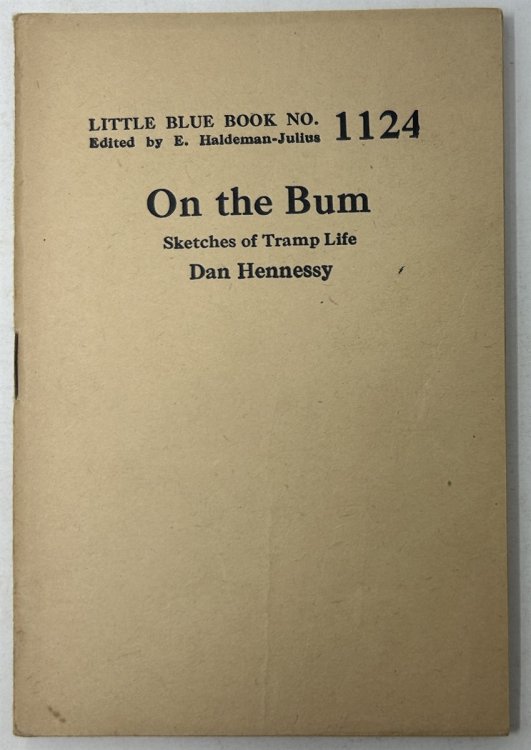 LITTLE BLUE BOOK NO. 1124
Edited by E. Haldeman-Julius
On the Bum
Sketches of Tramp Life
Dan Hennessy